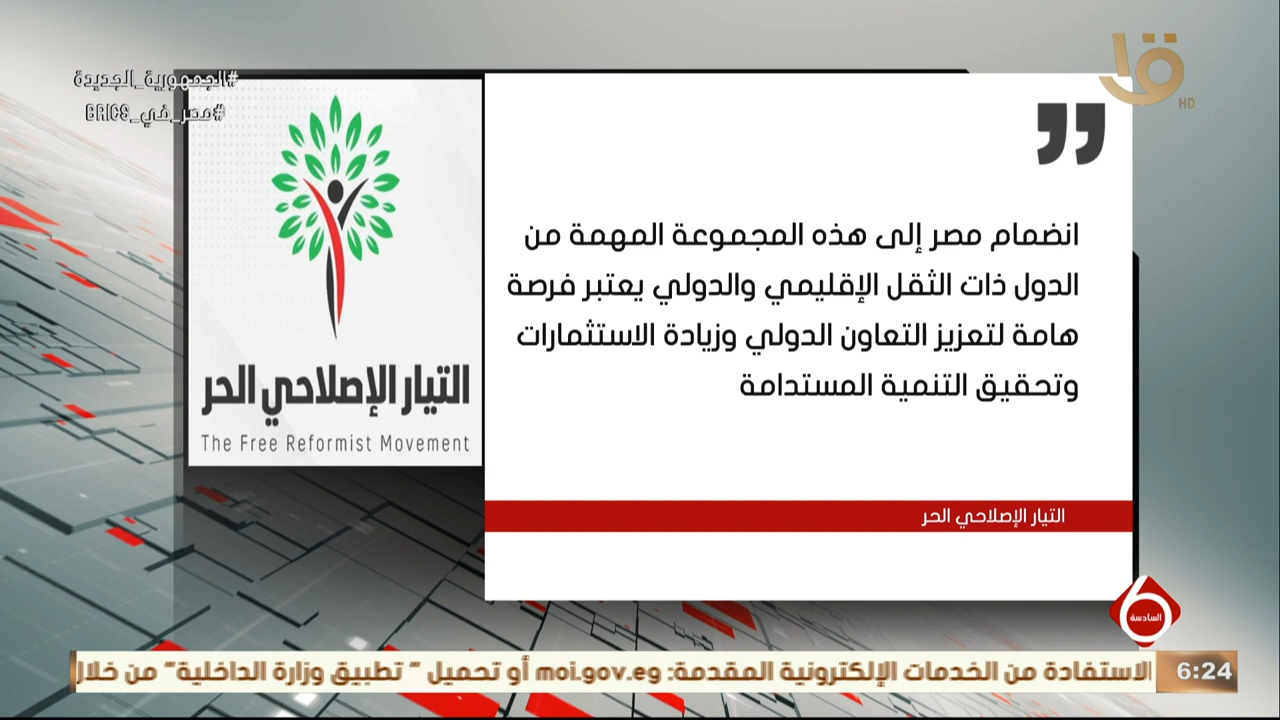 #الجمهورية_الجديدة
#مصر_في_BRICS
HD
انضمام مصر إلى هذه المجموعة المهمة من
الدول ذات الثقل الإقليمي والدولي يعتبر فرصة
هامة لتعزيز التعاون الدولي وزيادة الاستثمارات
وتحقيق التنمية المستدامة
التيار الإصلاحي الحر
The Free Reformist Movement
التيار الإصلاحي الحر
6
السادسة
6:24
الاستفادة من الخدمات الإلكترونية المقدمة: moi.gov.eg أو تحميل " تطبيق وزارة الداخلية" من خلال